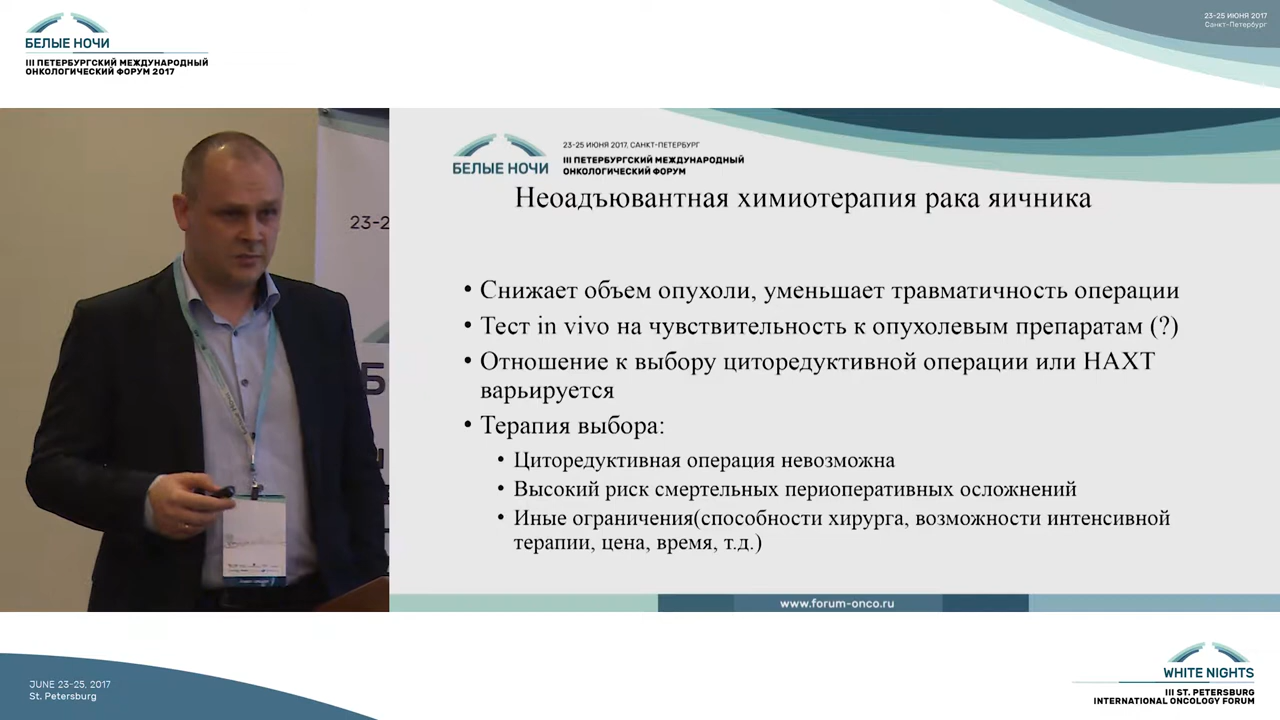 БЕЛЫЕ НОЧИ
III ПЕТЕРБУРГСКИЙ МЕЖДУНАРОДНЫЙ
ОНКОЛОГИЧЕСКИЙ ФОРУМ 2017
23-25 ИЮНЯ 2017
Санкт-Петербург
23-2
Б
БЕЛЫЕ НОЧИ
23-25 ИЮНЯ 2017, САНКТ-ПЕТЕРБУРГ
III ПЕТЕРБУРГСКИЙ МЕЖДУНАРОДНЫЙ
ОНКОЛОГИЧЕСКИЙ ФОРУМ
Неоадъювантная химиотерапия рака яичника
• Снижает объем опухоли, уменьшает травматичность операции
• Тест in vivo на чувствительность к опухолевым препаратам (?)
• Отношение к выбору циторедуктивной операции или НАХТ
варьируется
• Терапия выбора:
• Циторедуктивная операция невозможна
• Высокий риск смертельных периоперативных осложнений
• Иные ограничения(способности хирурга, возможности интенсивной
терапии, цена, время, т.д.)
www.forum-onco.ru
JUNE 23-25, 2017
St. Petersburg
WHITE NIGHTS
III ST. PETERSBURG
INTERNATIONAL ONCOLOGY FORUM